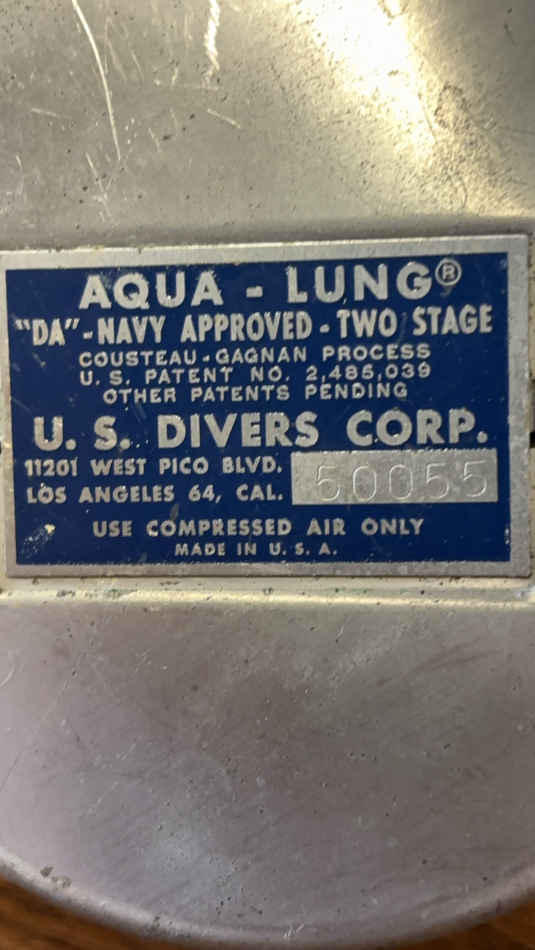 AQUA - LUNG®
"DA"-NAVY APPROVED - TWO STAGE
COUSTEAU-GAGNAN PROCESS
U. S. PATENT NO. 2,485,039
OTHER PATENTS PENDING
U. S. DIVERS CORP.
11201 WEST PICO BLVD.
LOS ANGELES 64, CAL. 50055
USE COMPRESSED AIR ONLY
MADE IN U. S. A.